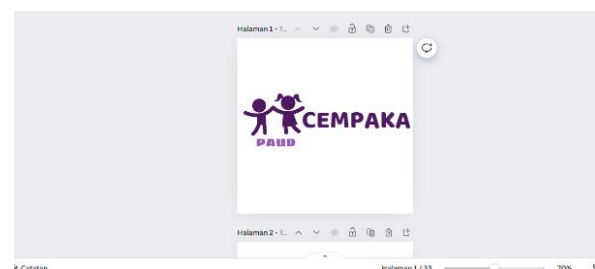 Halaman 1 - T...
CEMPAKA
PAUD
Halaman 2 - T...
Catatan
Halaman 1 / 33
70%